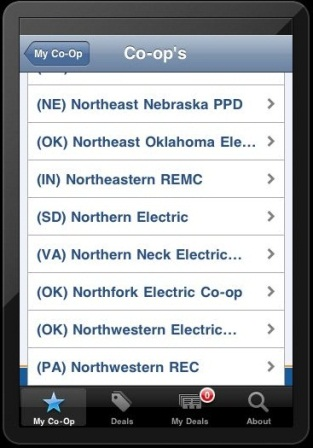 My Co-Op
Co-op's
(NE) Northeast Nebraska PPD
(OK) Northeast Oklahoma Ele...
(IN) Northeastern REMC
(SD) Northern Electric
(VA) Northern Neck Electric...
(OK) Northfork Electric Co-op
(OK) Northwestern Electric...
(PA) Northwestern REC
0
My Co-Op
Deals
My Deals
About